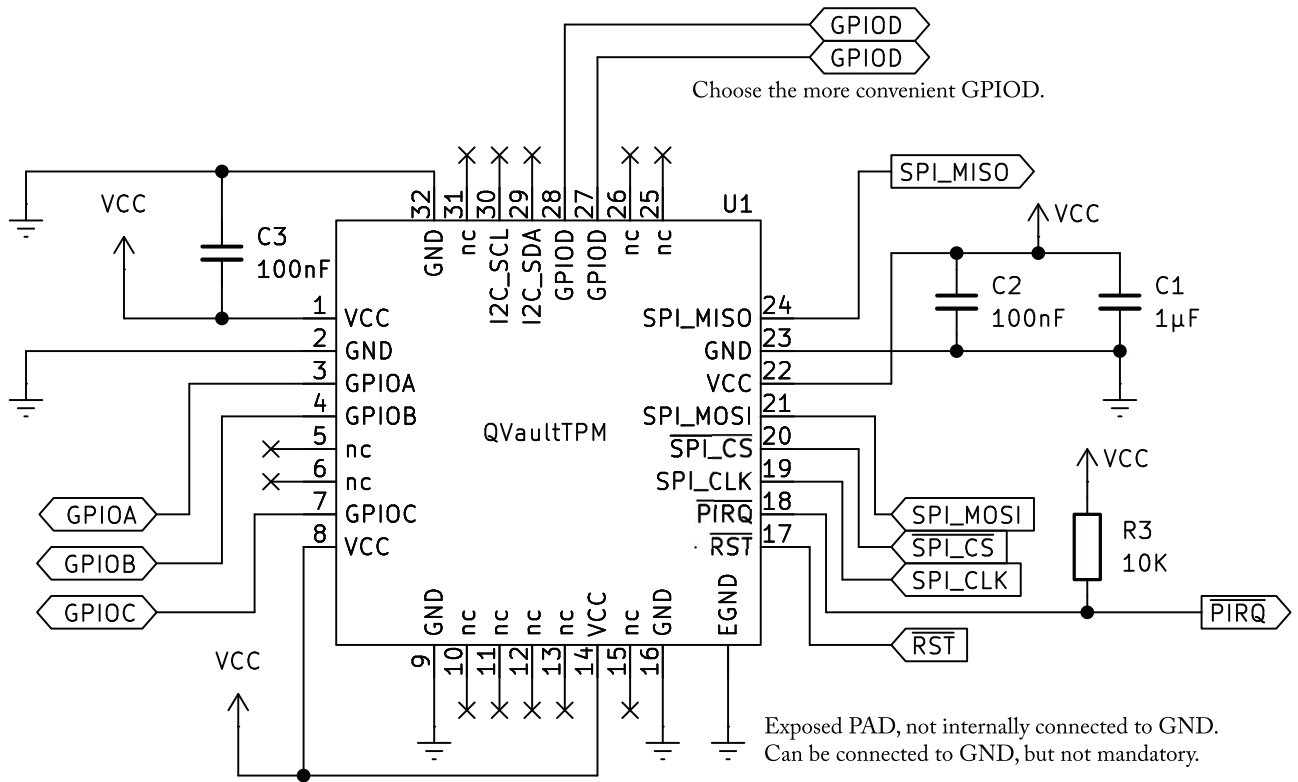 GPIOD
GPIOD
Choose the more convenient GPIOD.
SPI_MISO
VCC
VCC
U1
32 31 30 29 28 27 26 25
GND nc I2C_SCL I2C_SDA GPIOD GPIOD nc nc
C3
100nF
C2
100nF
C1
1µF
1 VCC
2 GND
3 GPIOA
4 GPIOB
5 nc
6 nc
7 GPIOC
8 VCC
QVaultTPM
SPI_MISO 24
GND 23
VCC 22
SPI_MOSI 21
SPI_CS 20
SPI_CLK 19
PIRQ 18
RST 17
VCC
R3
10K
GPIOA
GPIOB
GPIOC
SPI_MOSI
SPI_CS
SPI_CLK
PIRQ
RST
GND nc nc nc nc VCC nc GND EGND
9 10 11 12 13 14 15 16
VCC
Exposed PAD, not internally connected to GND.
Can be connected to GND, but not mandatory.